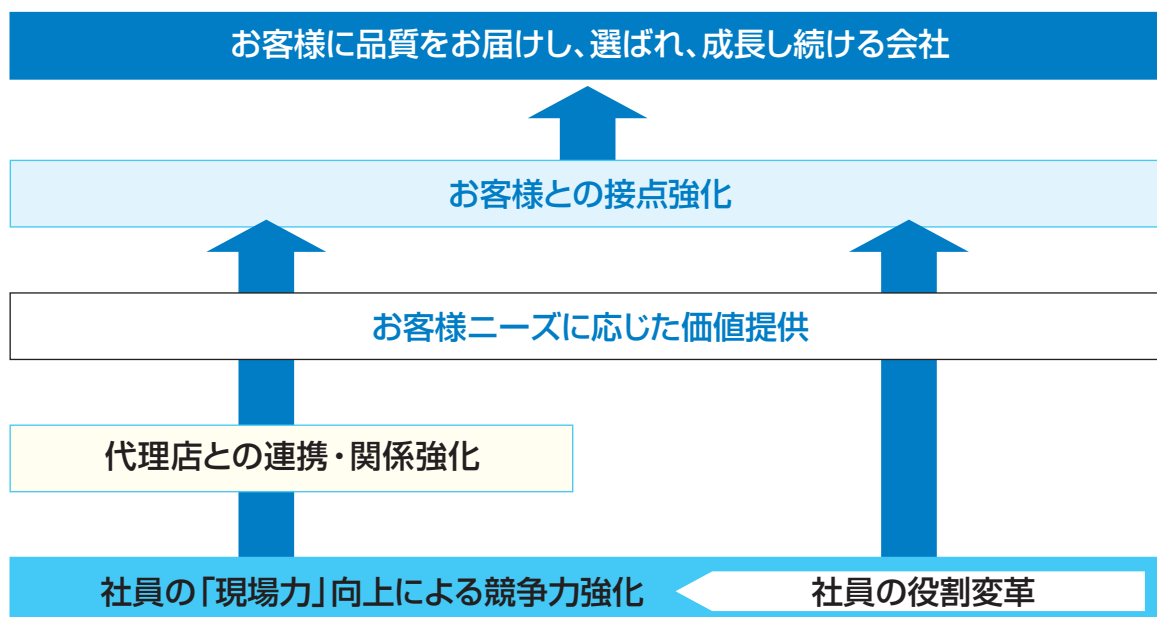 お客様に品質をお届けし、選ばれ、成長し続ける会社
お客様との接点強化
お客様ニーズに応じた価値提供
代理店との連携・関係強化
社員の「現場力」向上による競争力強化
社員の役割変革